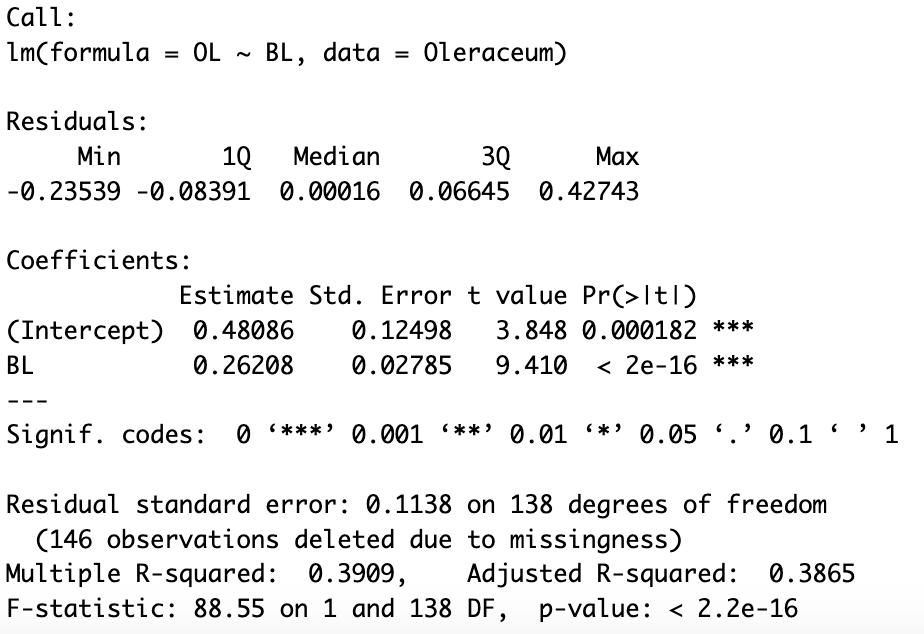 Call:
lm(formula = OL ~ BL, data = Oleraceum)

Residuals:
     Min       1Q   Median       3Q      Max
-0.23539 -0.08391  0.00016  0.06645  0.42743

Coefficients:
            Estimate Std. Error t value Pr(>|t|)
(Intercept)  0.48086    0.12498   3.848 0.000182 ***
BL           0.26208    0.02785   9.410  < 2e-16 ***
---
Signif. codes:  0 ‘***’ 0.001 ‘**’ 0.01 ‘*’ 0.05 ‘.’ 0.1 ‘ ’ 1

Residual standard error: 0.1138 on 138 degrees of freedom
  (146 observations deleted due to missingness)
Multiple R-squared:  0.3909,	Adjusted R-squared:  0.3865
F-statistic: 88.55 on 1 and 138 DF,  p-value: < 2.2e-16